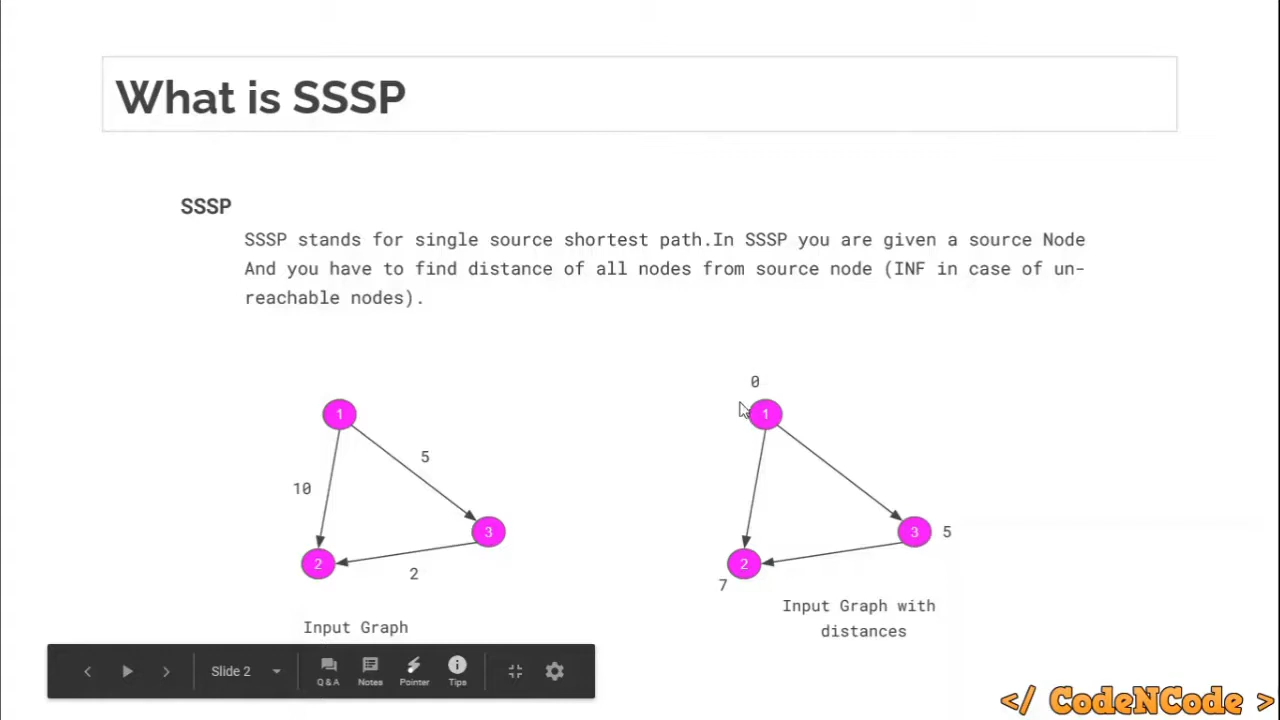 What is SSSP
SSSP
SSSP stands for single source shortest path.In SSSP you are given a source Node
And you have to find distance of all nodes from source node (INF in case of un-
reachable nodes).
0
1
1
5
10
3
3
5
2
2
2
7
Input Graph with
distances
Input Graph
Slide 2
Q & A
Notes
Pointer
Tips
</ CodeNCode >